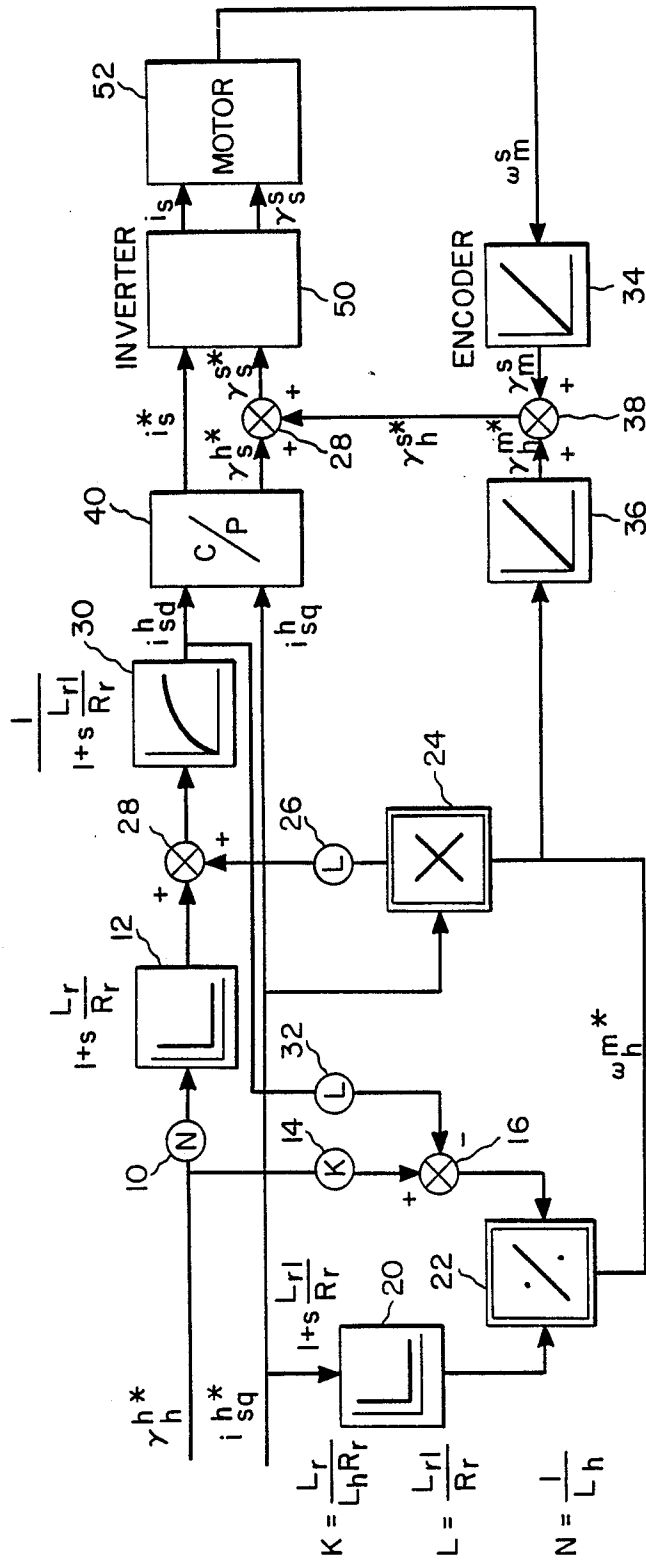 γ_h^h*
i_sq^h*
10
N
1+s L_r/R_r
12
28
+
+
1/(1+s L_rl/R_r)
30
i_sd^h
i_sq^h
40
C/P
i_s*
γ_s^h*
+
+
28
γ_s^s*
INVERTER
50
i_s
γ_s^s
52
MOTOR
14
K
32
L
+
-
16
1+s L_rl/R_r
20
22
÷
26
L
24
X
ω_h^m*
36
γ_h^m*
+
γ_h^s*
38
+
γ_m^s
ENCODER
34
ω_m^s
K = L_r/(L_h R_r)
L = L_rl/R_r
N = 1/L_h